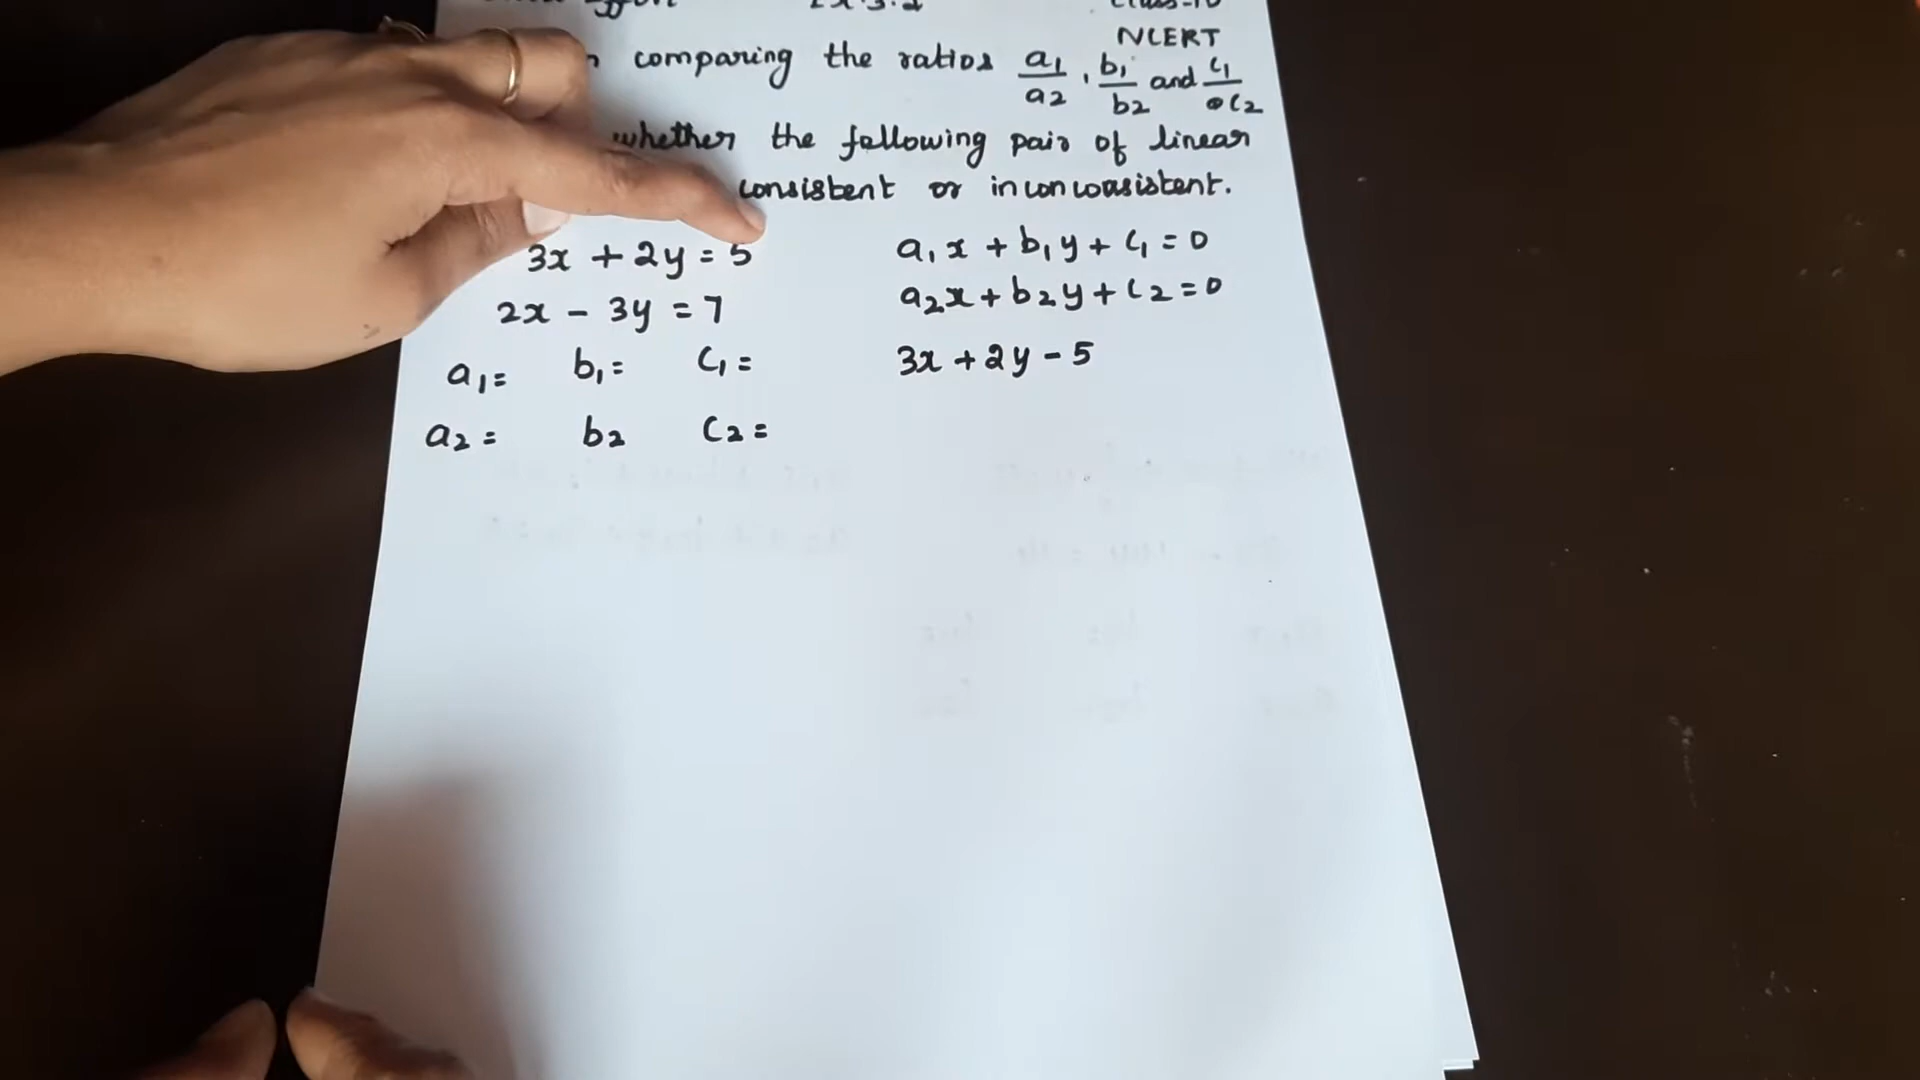 NCERT
comparing the ratios a1/a2, b1/b2 and c1/c2
whether the following pair of linear
consistent or inconconsistent.
3x + 2y = 5
2x - 3y = 7
a1= b1= C1=
a2= b2 C2=
a1x + b1y + C1 = 0
a2x + b2y + C2 = 0
3x + 2y - 5